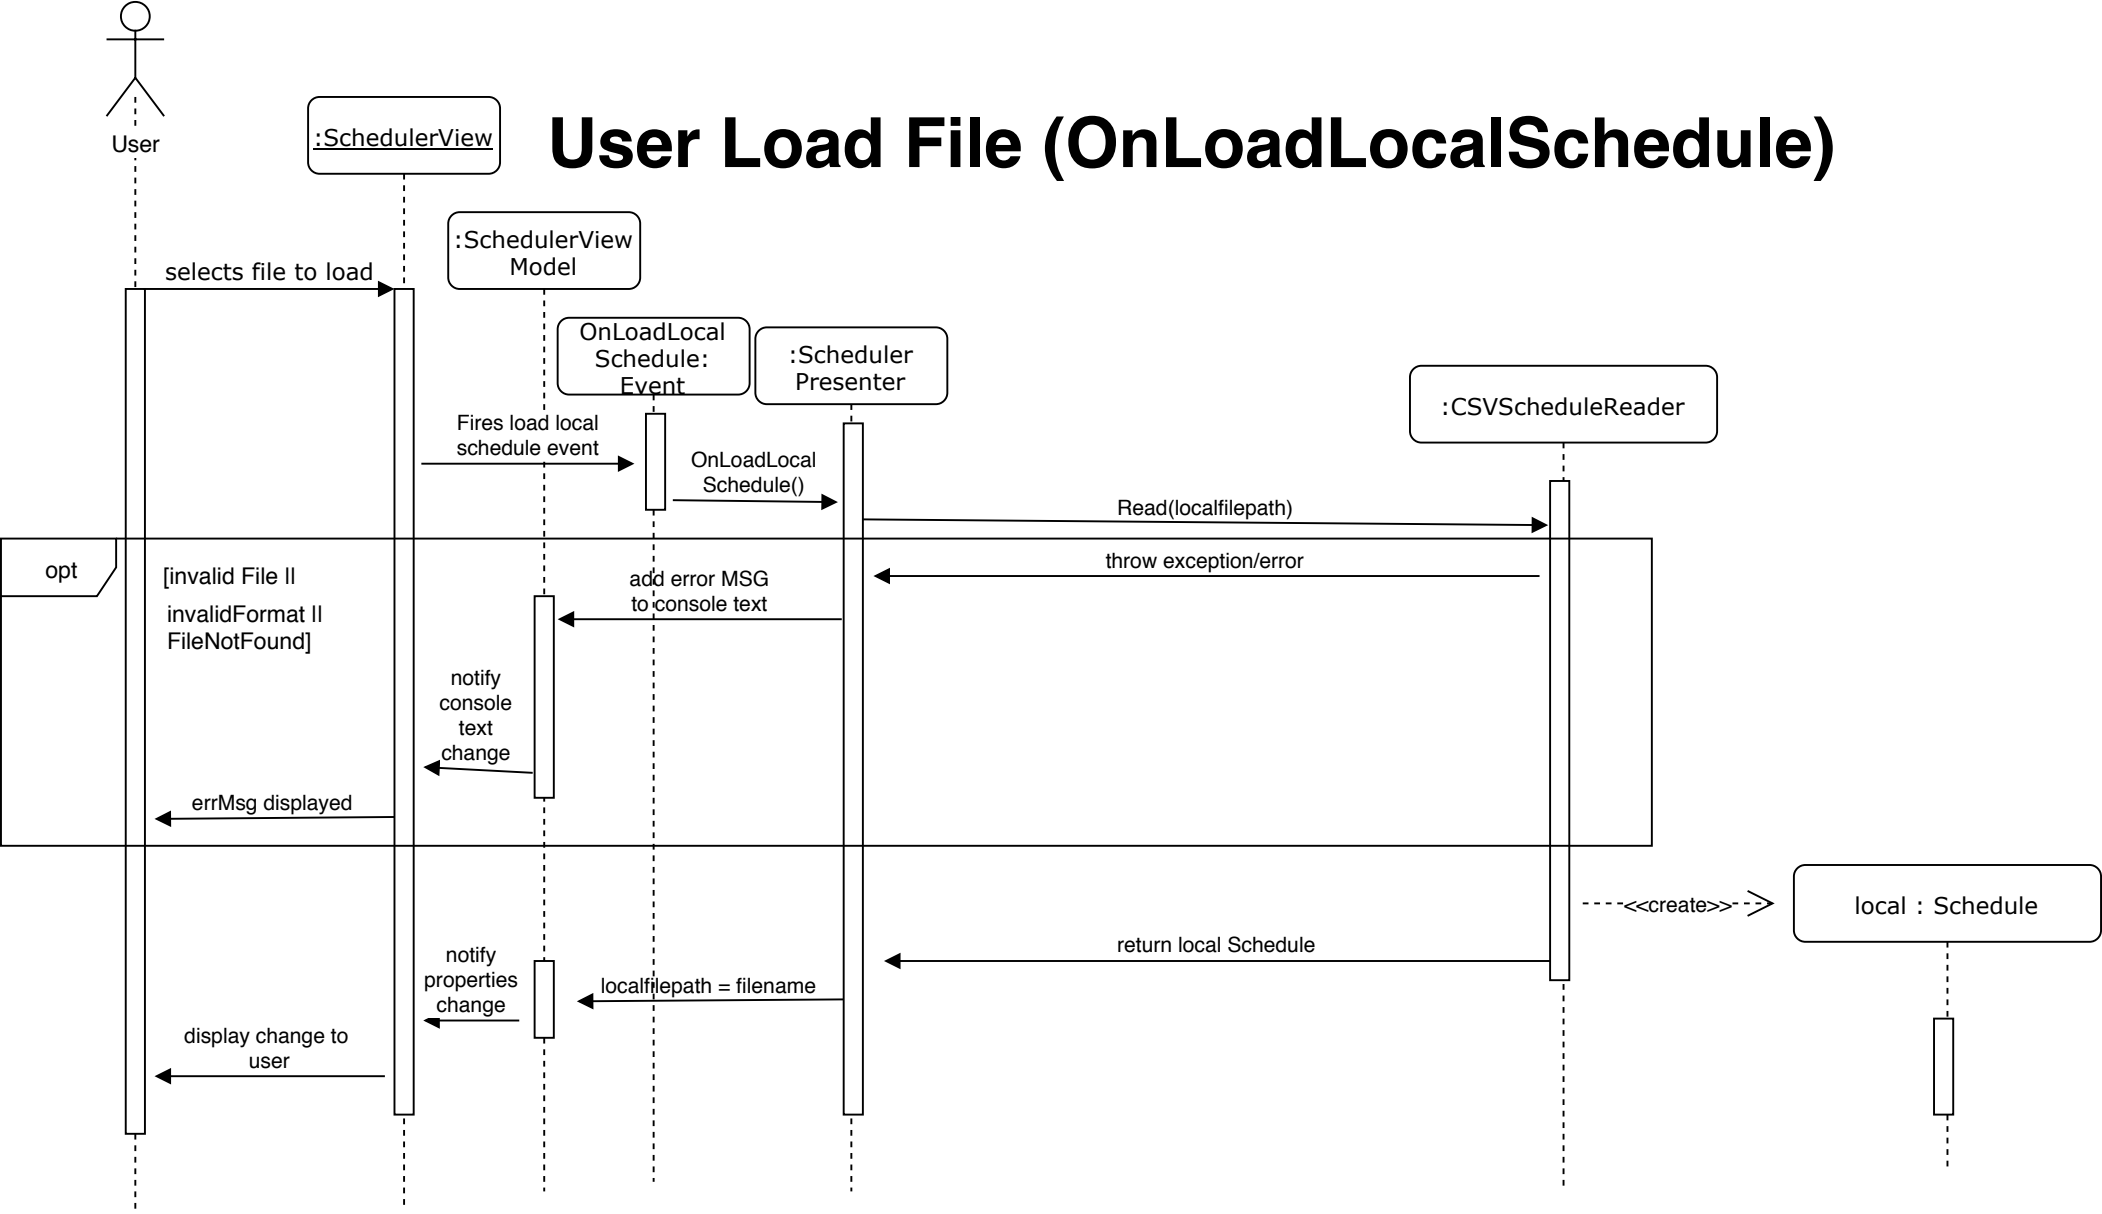 User
:SchedulerView
User Load File (OnLoadLocalSchedule)
:SchedulerView
Model
selects file to load
OnLoadLocal
Schedule:
Event
:Scheduler
Presenter
:CSVScheduleReader
Fires load local
schedule event
OnLoadLocal
Schedule()
Read(localfilepath)
opt
[invalid File ||
invalidFormat ||
FileNotFound]
throw exception/error
add error MSG
to console text
notify
console
text
change
errMsg displayed
<<create>>
local : Schedule
return local Schedule
notify
properties
change
localfilepath = filename
display change to
user